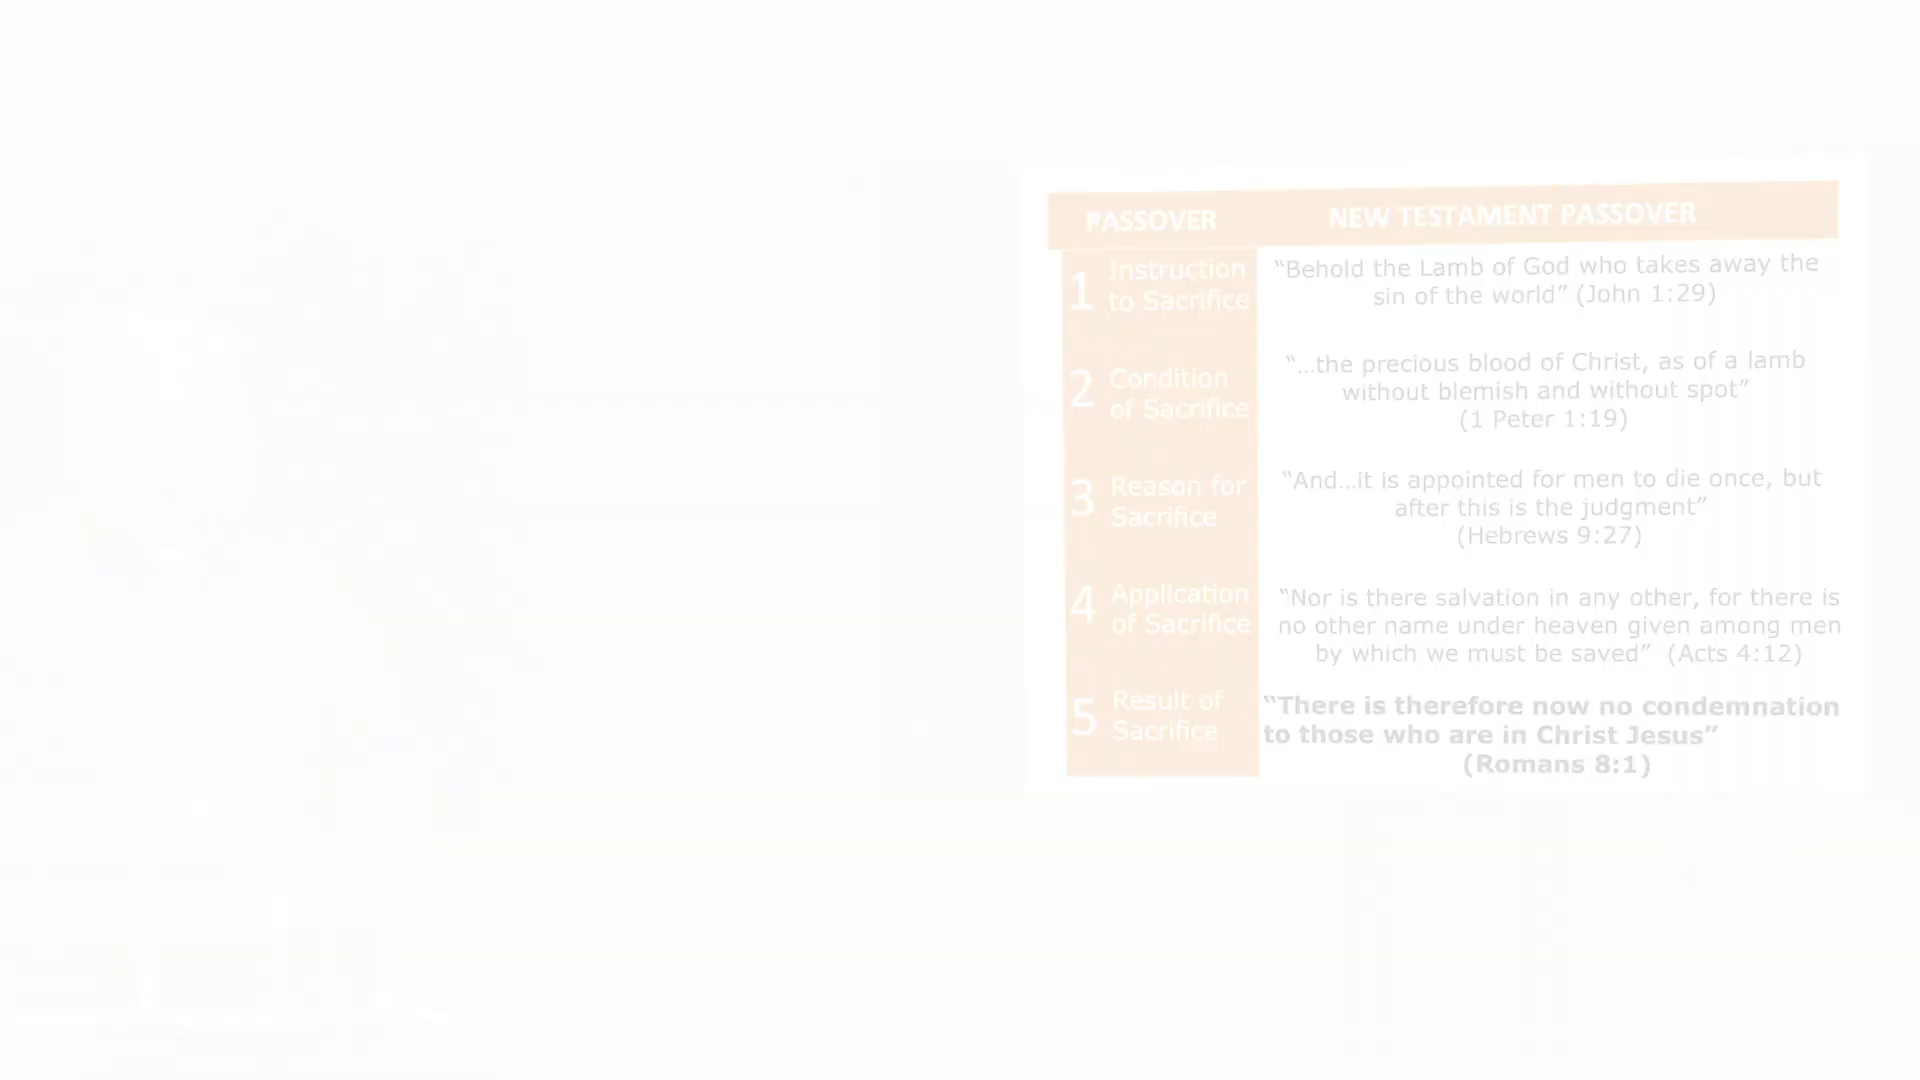 PASSOVER NEW TESTAMENT PASSOVER
1 Instruction to Sacrifice
“Behold the Lamb of God who takes away the
sin of the world” (John 1:29)
2 Condition of Sacrifice
“…the precious blood of Christ, as of a lamb
without blemish and without spot”
(1 Peter 1:19)
3 Reason for Sacrifice
“And…it is appointed for men to die once, but
after this is the judgment”
(Hebrews 9:27)
4 Application of Sacrifice
“Nor is there salvation in any other, for there is
no other name under heaven given among men
by which we must be saved” (Acts 4:12)
5 Result of Sacrifice
“There is therefore now no condemnation
to those who are in Christ Jesus”
(Romans 8:1)